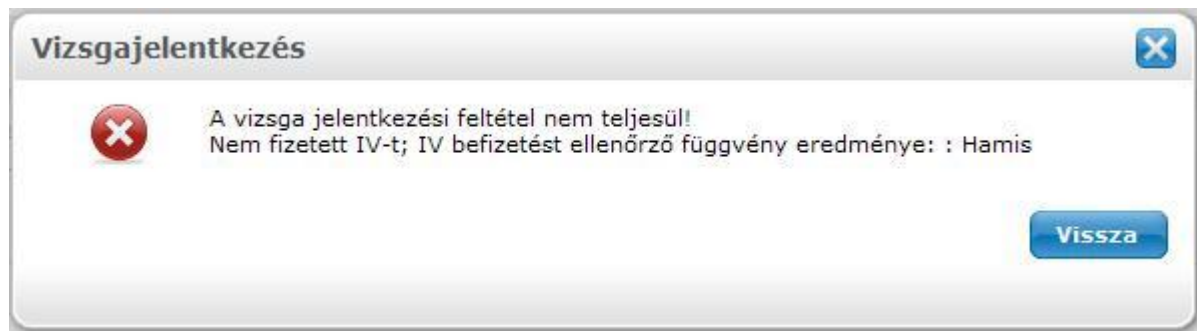 Vizsgajelentkezés
A vizsga jelentkezési feltétel nem teljesül!
Nem fizetett IV-t; IV befizetést ellenőrző függvény eredménye: : Hamis
Vissza